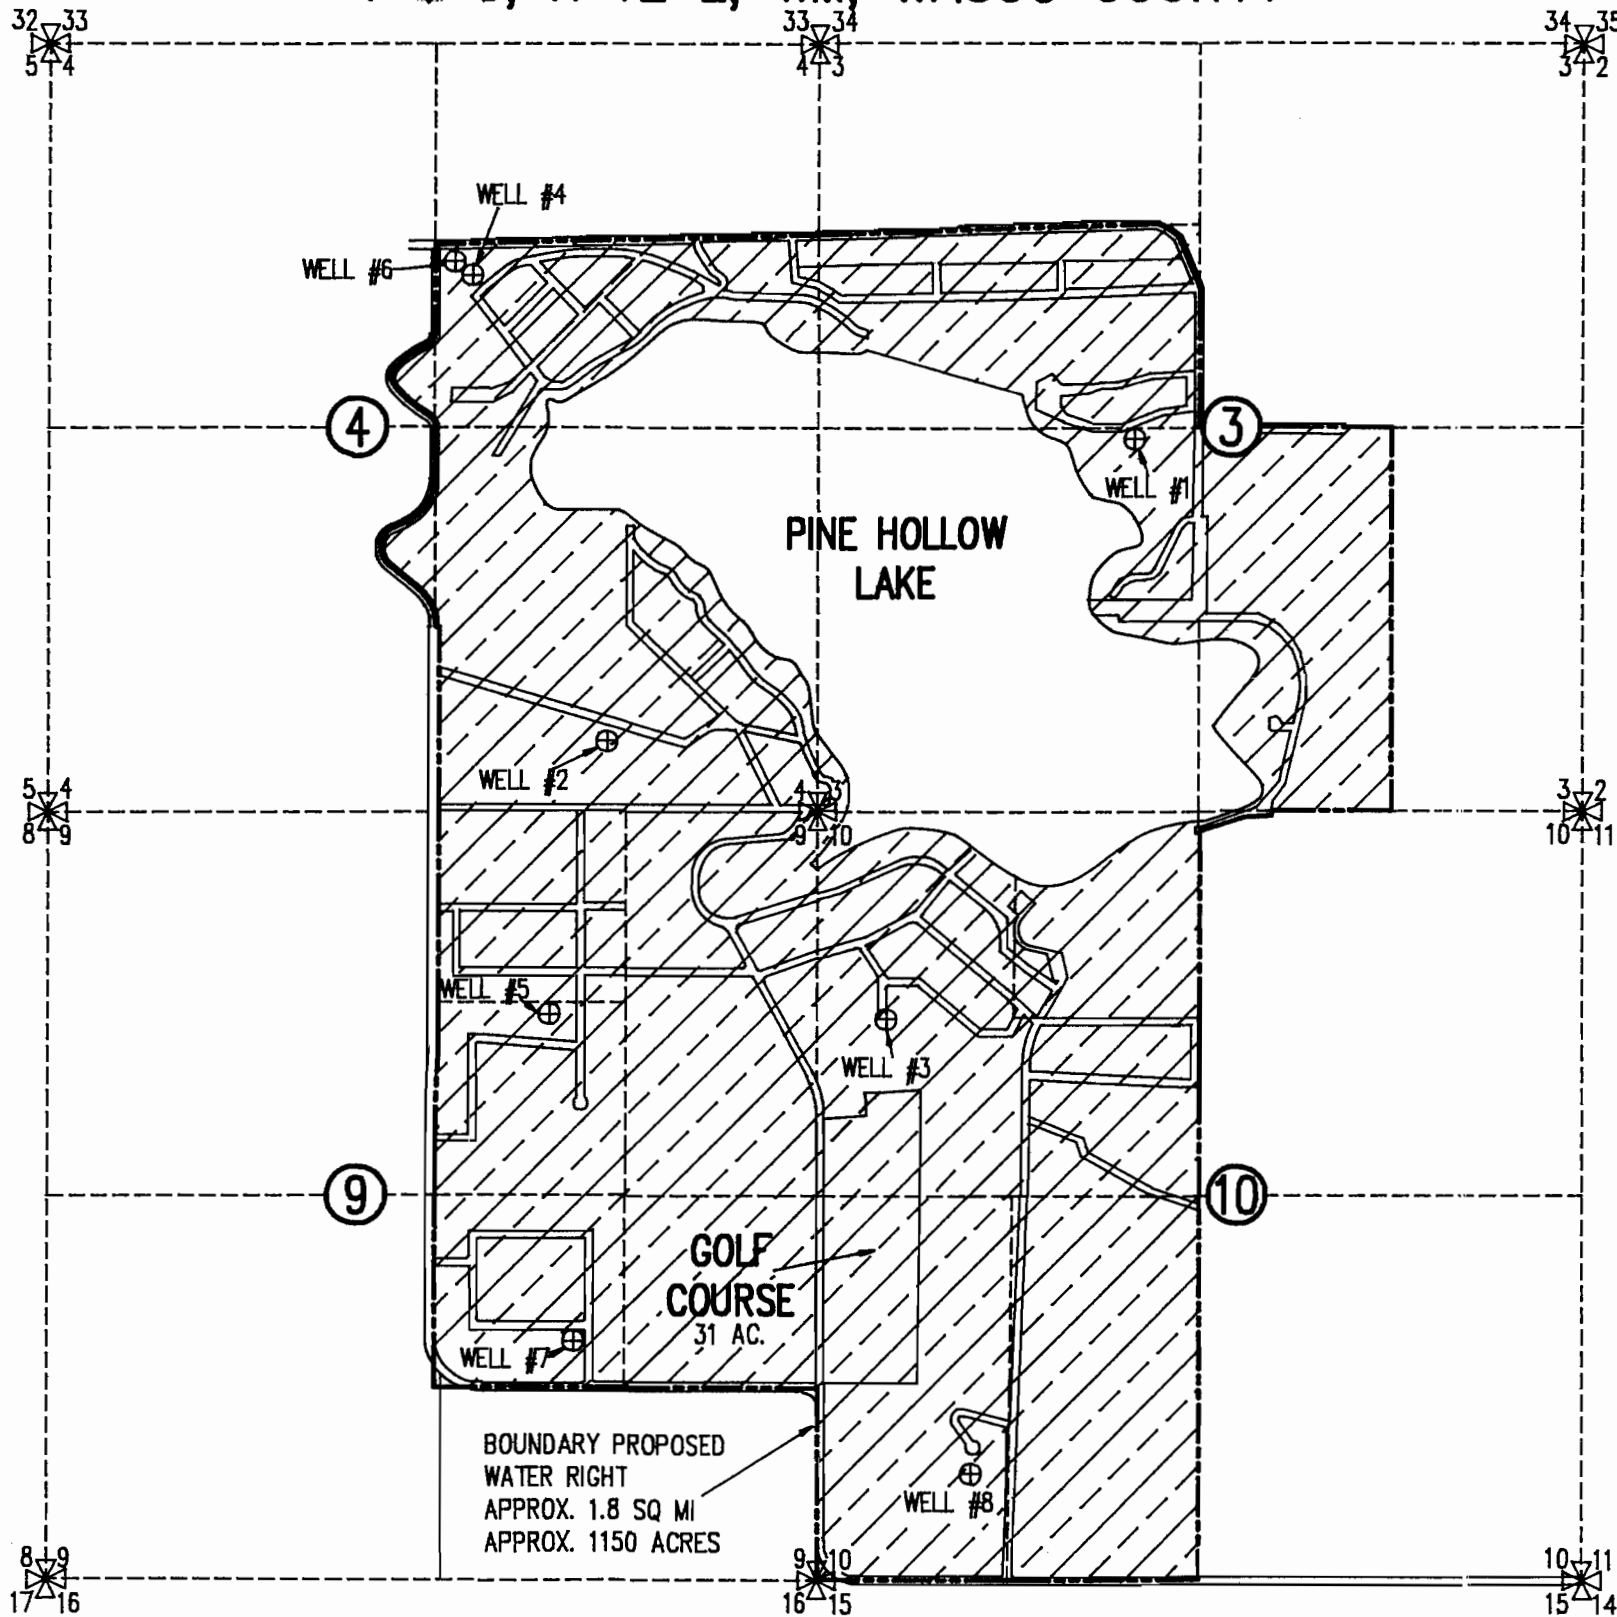 32 33
5 4
33 34
4 3
34 35
3 2
WELL #4
WELL #6
4
3
WELL #1
PINE HOLLOW
LAKE
WELL #2
5 4
8 9
4 3
9 10
3 2
10 11
WELL #5
WELL #3
9
10
GOLF
COURSE
31 AC.
WELL #7
BOUNDARY PROPOSED
WATER RIGHT
APPROX. 1.8 SQ MI
APPROX. 1150 ACRES
WELL #8
8 9
17 16
9 10
16 15
10 11
15 14